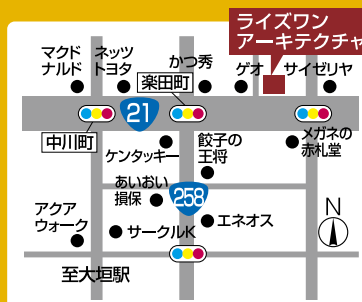 ライズワン
アーキテクチャ
マクド
ナルド
ネッツ
トヨタ
かつ秀
楽田町
ゲオ
サイゼリヤ
21
中川町
ケンタッキー
餃子の
王将
メガネの
赤札堂
あいおい
損保
258
アクア
ウォーク
サークルK
エネオス
N
至大垣駅